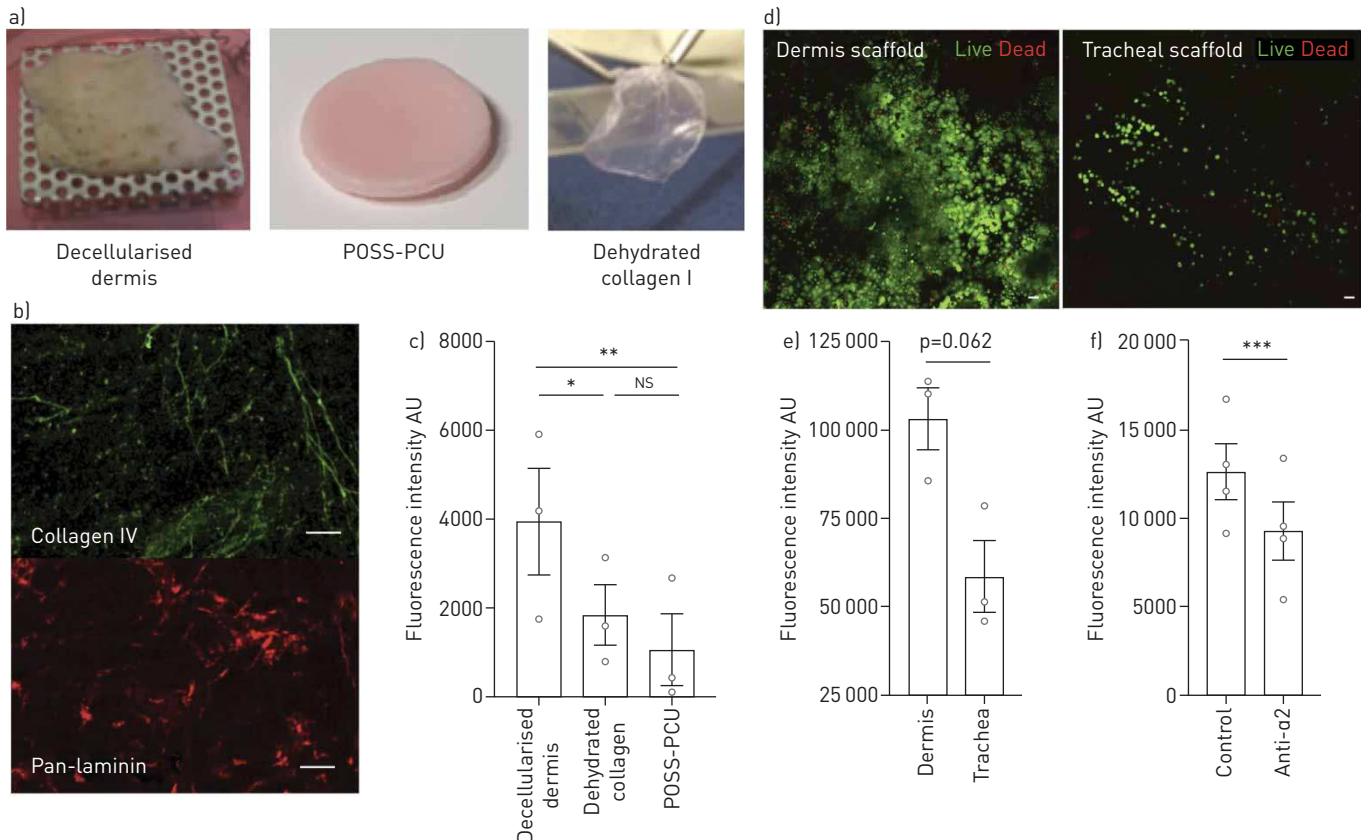 a)
Decellularised
dermis
POSS-PCU
Dehydrated
collagen I
b)
Collagen IV
Pan-laminin
c)
Fluorescence intensity AU
8000
6000
4000
2000
0
**
*
NS
Decellularised
dermis
Dehydrated
collagen
POSS-PCU
d)
Dermis scaffold
Live Dead
Tracheal scaffold
Live Dead
e)
Fluorescence intensity AU
125 000
100 000
75 000
50 000
25 000
p=0.062
Dermis
Trachea
f)
Fluorescence intensity AU
20 000
15 000
10 000
5000
0
***
Control
Anti-α2